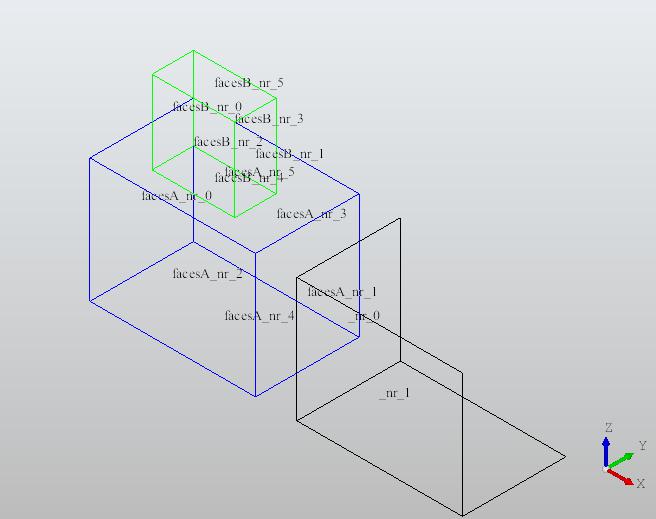 facesB_nr_5
facesB_nr_0
facesB_nr_3
facesB_nr_2
facesB_nr_1
facesA_nr_5
facesB_nr_4
facesA_nr_0
facesA_nr_3
facesA_nr_2
facesA_nr_1
facesA_nr_4
_nr_0
_nr_1
Z
Y
X